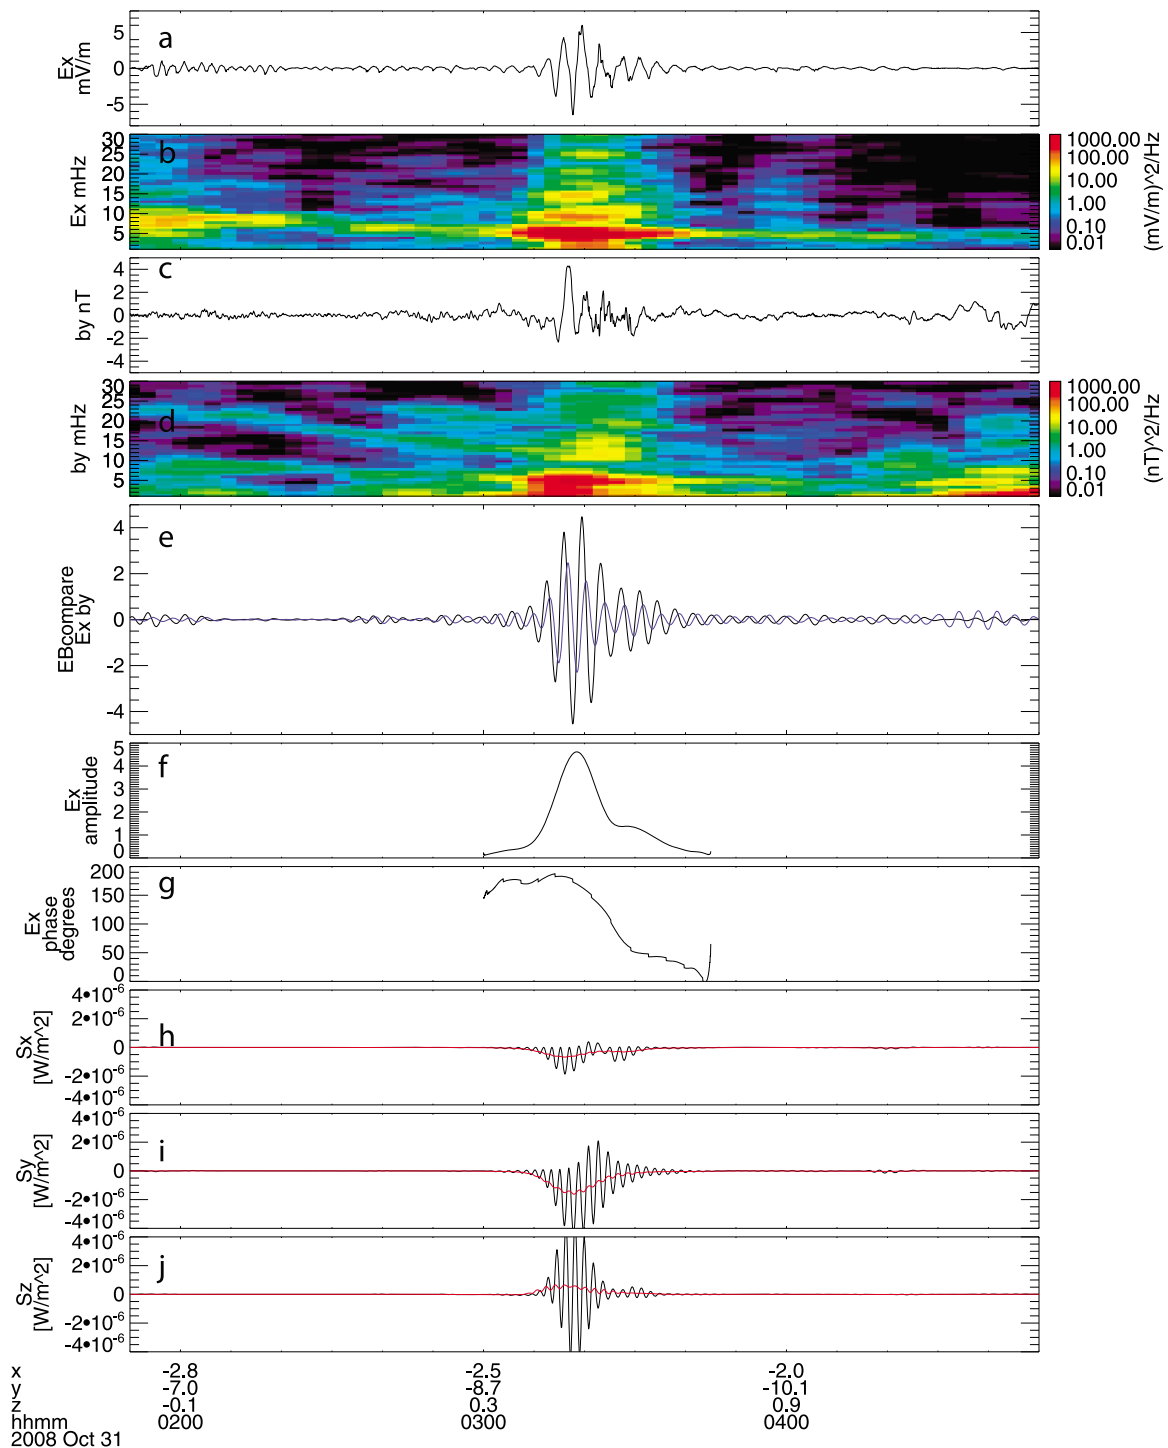 a
Ex
mV/m
5
0
-5
b
Ex mHz
30
25
20
15
10
5
1000.00
100.00
10.00
1.00
0.10
0.01
(mV/m)^2/Hz
c
by nT
4
2
0
-2
-4
d
by mHz
30
25
20
15
10
5
1000.00
100.00
10.00
1.00
0.10
0.01
(nT)^2/Hz
e
EBcompare
Ex by
4
2
0
-2
-4
f
Ex
amplitude
5
4
3
2
1
0
g
Ex
phase
degrees
200
150
100
50
0
h
Sx
[W/m^2]
4•10⁻⁶
2•10⁻⁶
0
-2•10⁻⁶
-4•10⁻⁶
i
Sy
[W/m^2]
4•10⁻⁶
2•10⁻⁶
0
-2•10⁻⁶
-4•10⁻⁶
j
Sz
[W/m^2]
4•10⁻⁶
2•10⁻⁶
0
-2•10⁻⁶
-4•10⁻⁶
x -2.8 -2.5 -2.0
y -7.0 -8.7 -10.1
z -0.1 0.3 0.9
hhmm 0200 0300 0400
2008 Oct 31